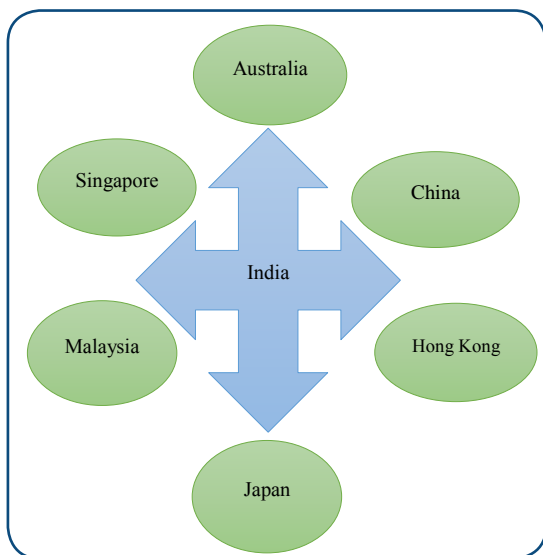 Australia
Singapore
China
India
Malaysia
Hong Kong
Japan